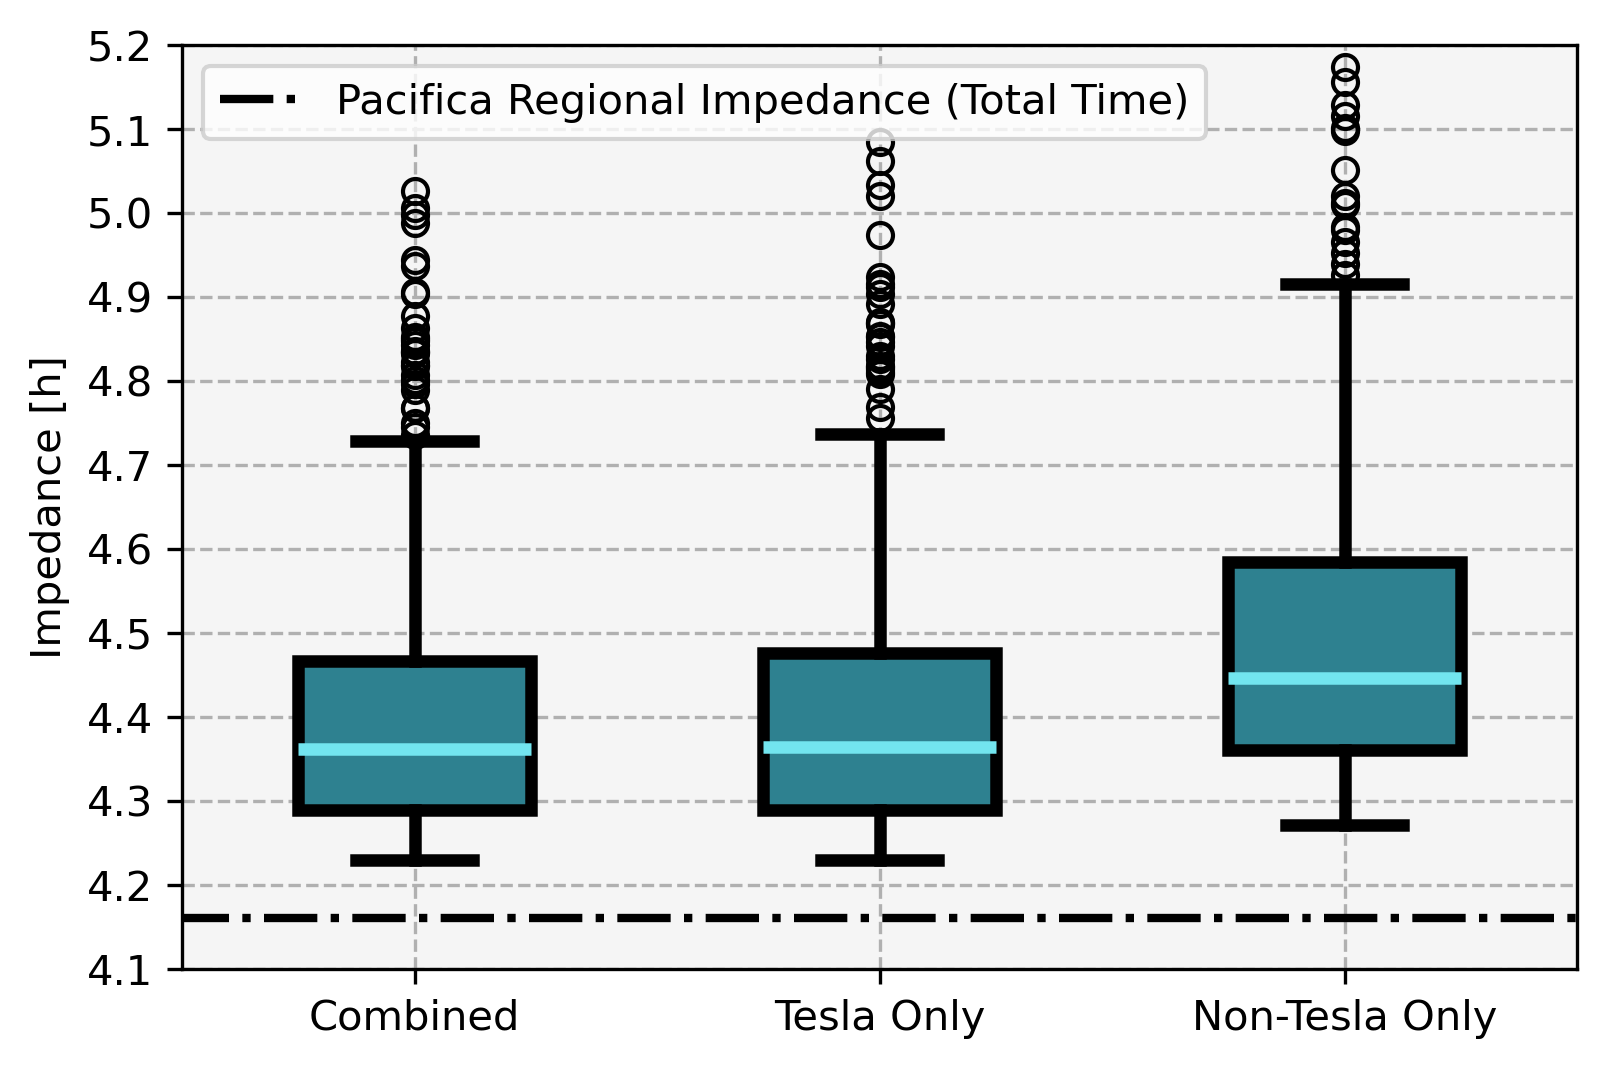 Pacifica Regional Impedance (Total Time)
Impedance [h]
5.2
5.1
5.0
4.9
4.8
4.7
4.6
4.5
4.4
4.3
4.2
4.1
Combined
Tesla Only
Non-Tesla Only